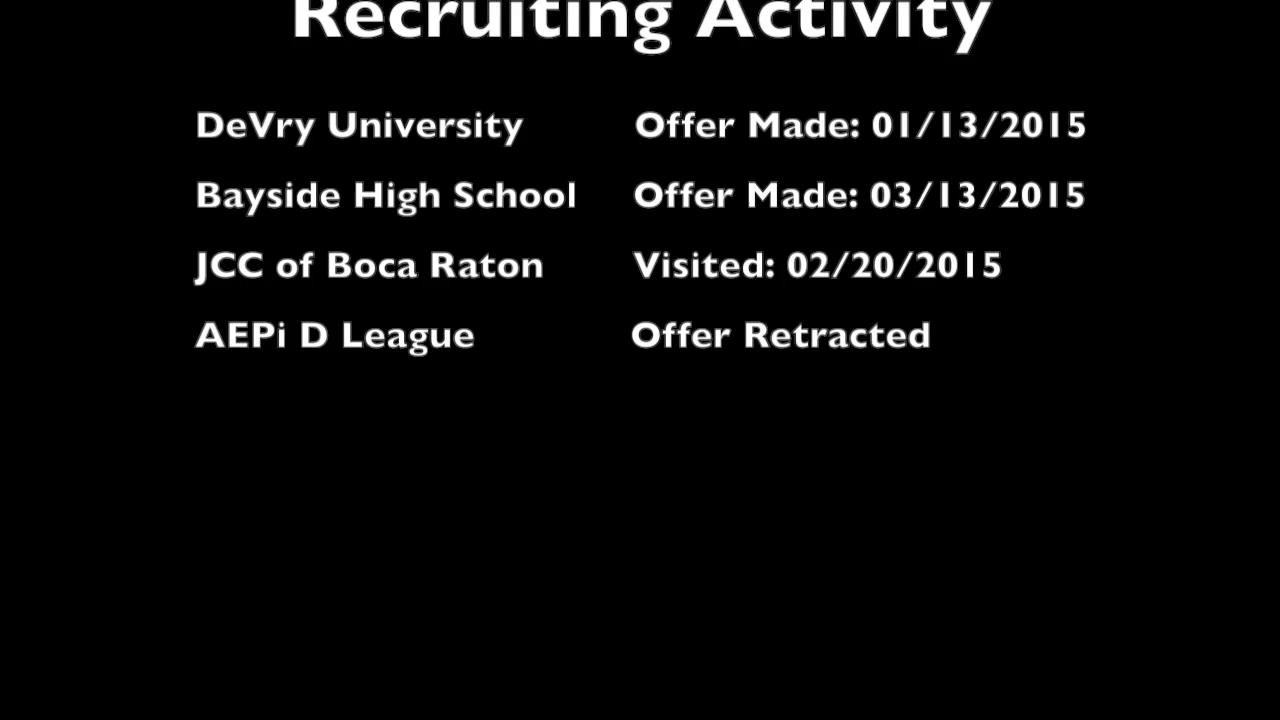 Recruiting Activity
DeVry University Offer Made: 01/13/2015
Bayside High School Offer Made: 03/13/2015
JCC of Boca Raton Visited: 02/20/2015
AEPi D League Offer Retracted